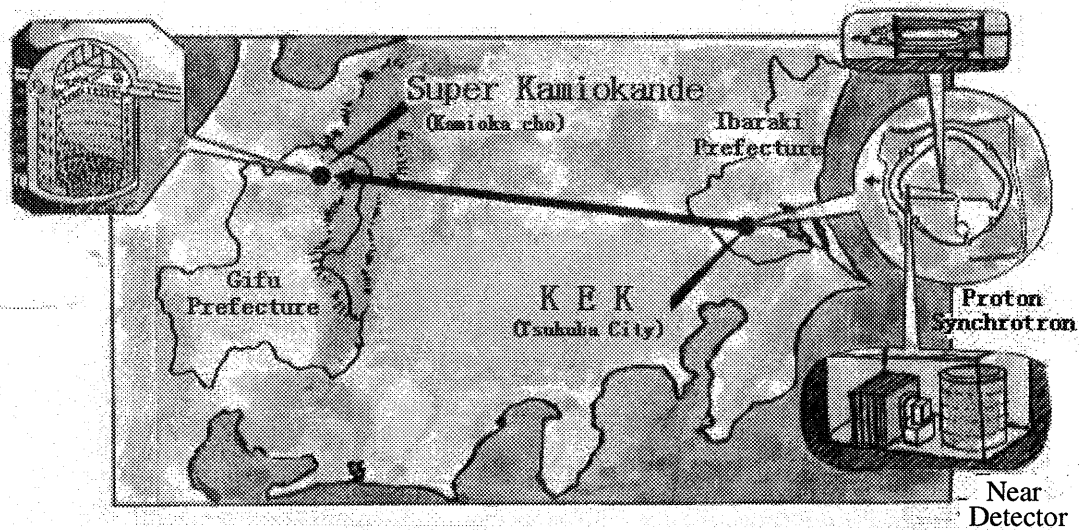 Super Kamiokande
(Kamioka cho)
Ibaraki
Prefecture
Gifu
Prefecture
K E K
(Tsukuba City)
Proton
Synchrotron
Near
Detector